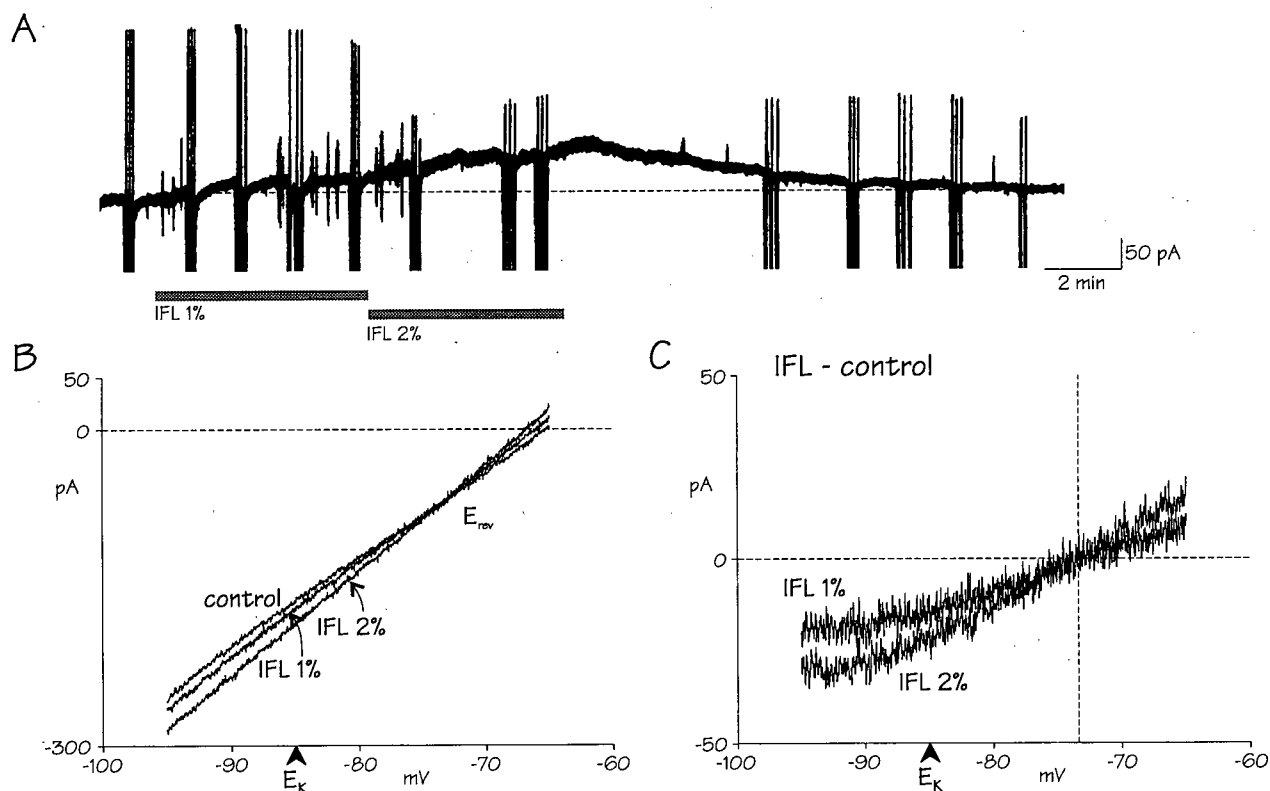 A
50 pA
2 min
IFL 1%
IFL 2%
B
50
0
pA
-300
-100
-90
-80
-70
-60
mV
E_K
E_rev
control
IFL 1%
IFL 2%
C
IFL - control
50
0
pA
-50
-100
-90
-80
-70
-60
mV
E_K
IFL 1%
IFL 2%